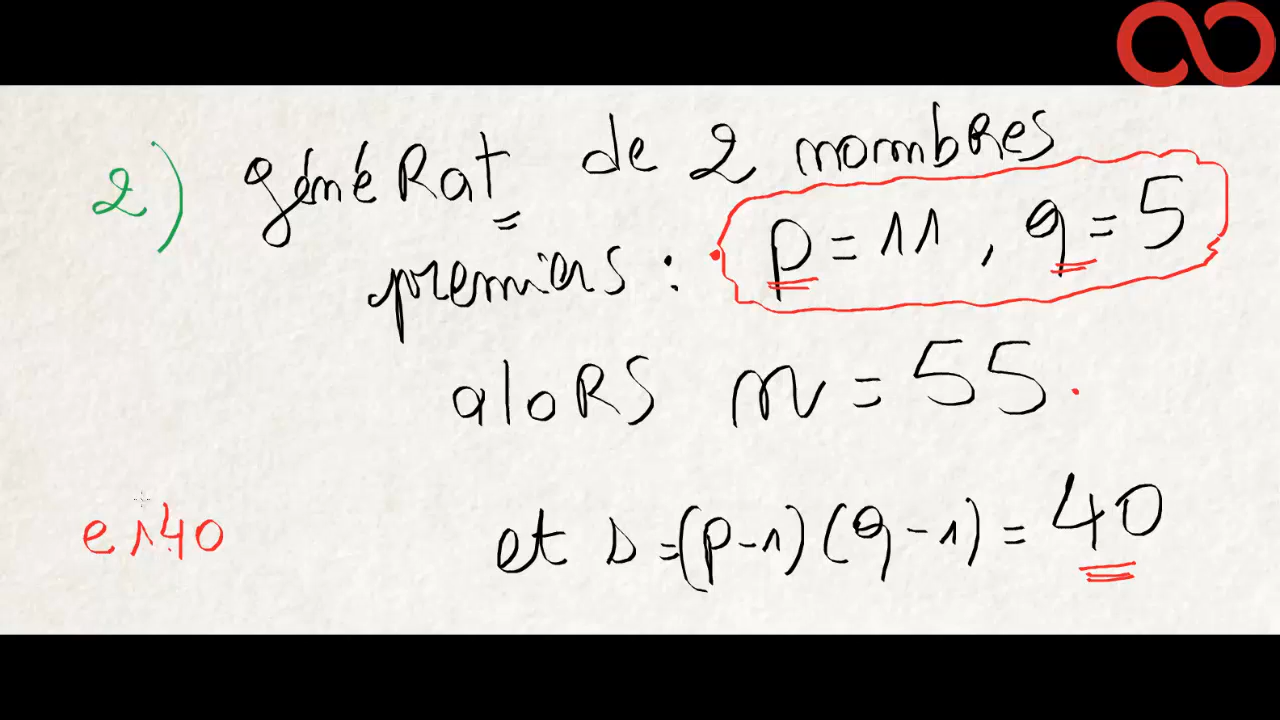 2) générat de 2 nombres
premiers : p = 11, q = 5
alors n = 55.
et s = (p-1)(q-1) = 40
e ∧ 40